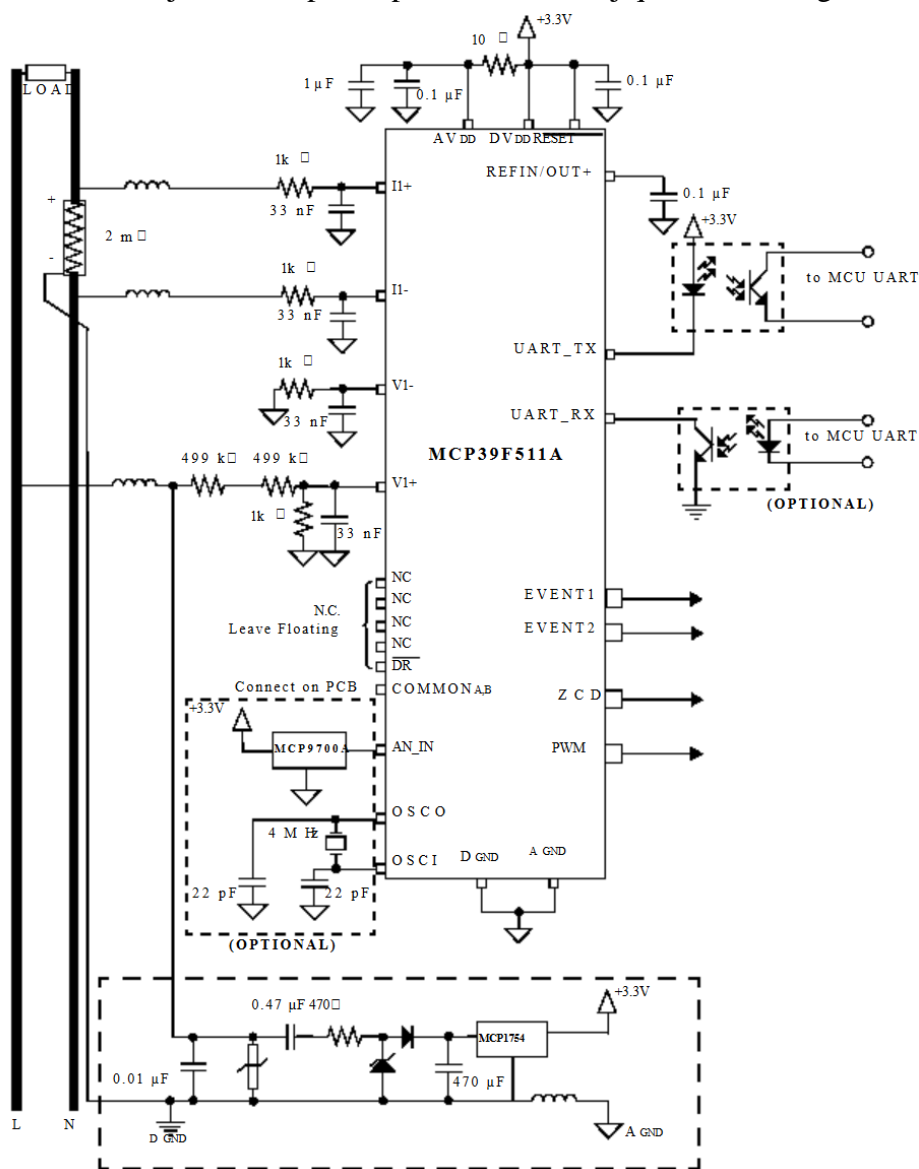 +3.3V
10 □
1μF
0.1 μF
0.1 μF
LOAD
AVDD DVDD RESET
REFIN/OUT+
0.1 μF
+3.3V
1k □
I1+
33 nF
+
2 m□
-
1k □
I1-
33 nF
to MCU UART
UART_TX
1k □
V1-
33 nF
UART_RX
to MCU UART
(OPTIONAL)
MCP39F511A
499 k□ 499 k□
V1+
1k □
33 nF
NC
NC
NC
NC
DR
N.C.
Leave Floating
EVENT1
EVENT2
Connect on PCB
COMMONA,B
ZCD
+3.3V
MCP9700A
AN_IN
PWM
OSCO
4 MHz
OSCI
DGND
AGND
22 pF
22 pF
(OPTIONAL)
0.47 μF 470□
+3.3V
MCP1754
0.01 μF
470 μF
L
N
DGND
AGND